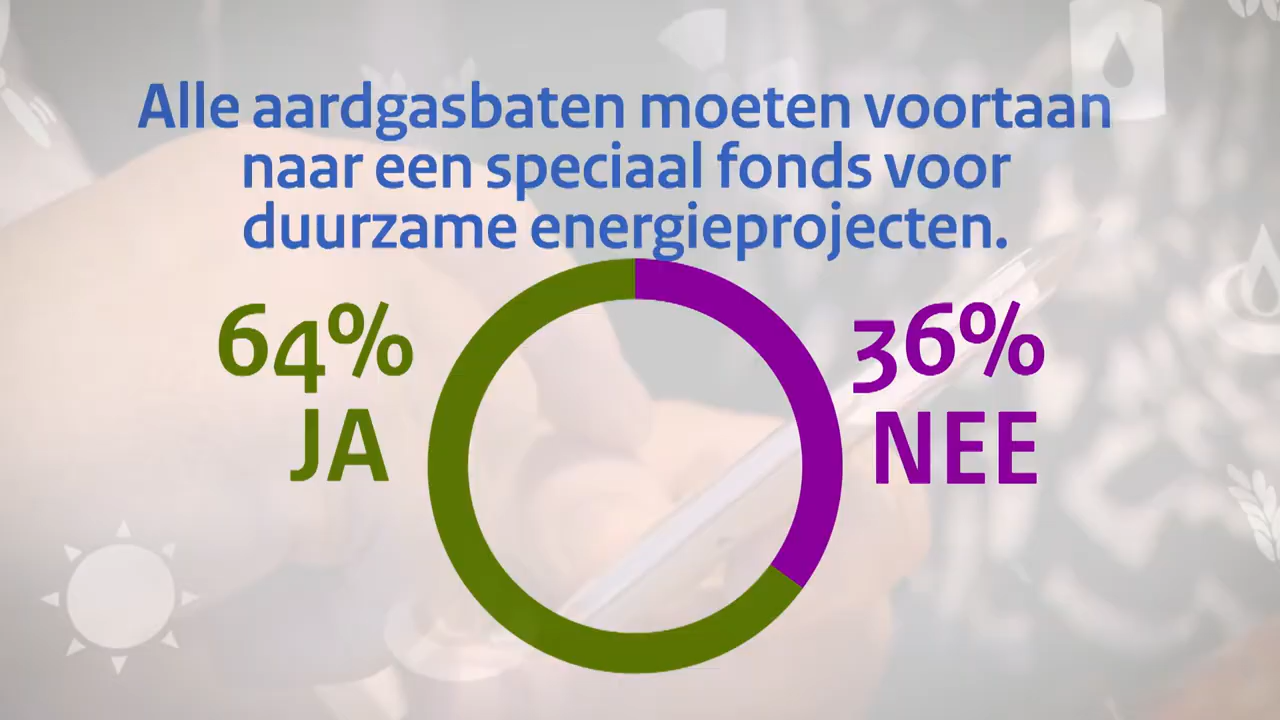 Alle aardgasbaten moeten voortaan
naar een speciaal fonds voor
duurzame energieprojecten.
64%
JA
36%
NEE